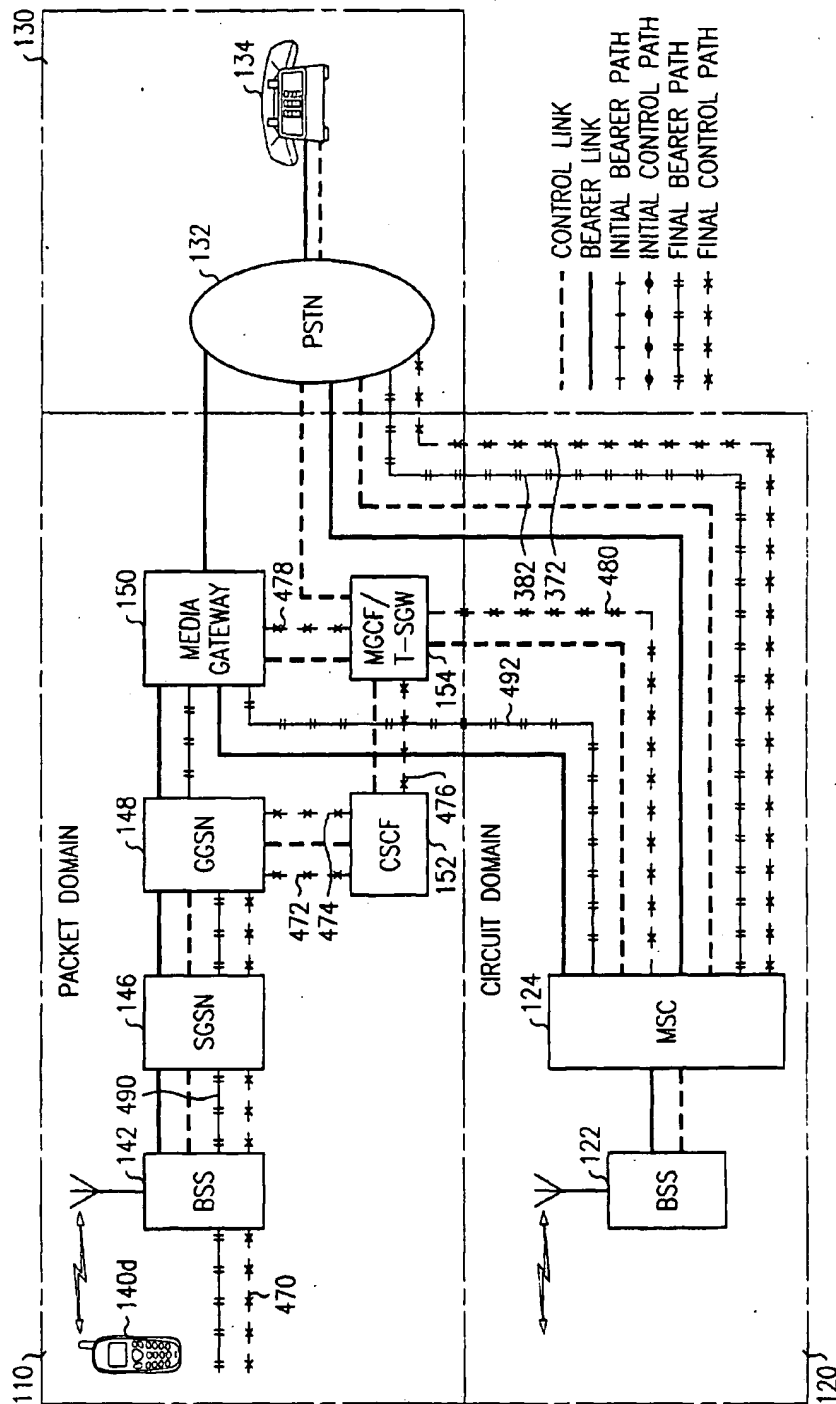 110
130
PACKET DOMAIN
140d
470
142
BSS
490
146
SGSN
148
GGSN
472
474
152
CSCF
476
150
MEDIA
GATEWAY
478
154
MGCF/
T-SGW
132
PSTN
134
492
480
382
372
CIRCUIT DOMAIN
120
122
BSS
124
MSC
CONTROL LINK
BEARER LINK
INITIAL BEARER PATH
INITIAL CONTROL PATH
FINAL BEARER PATH
FINAL CONTROL PATH